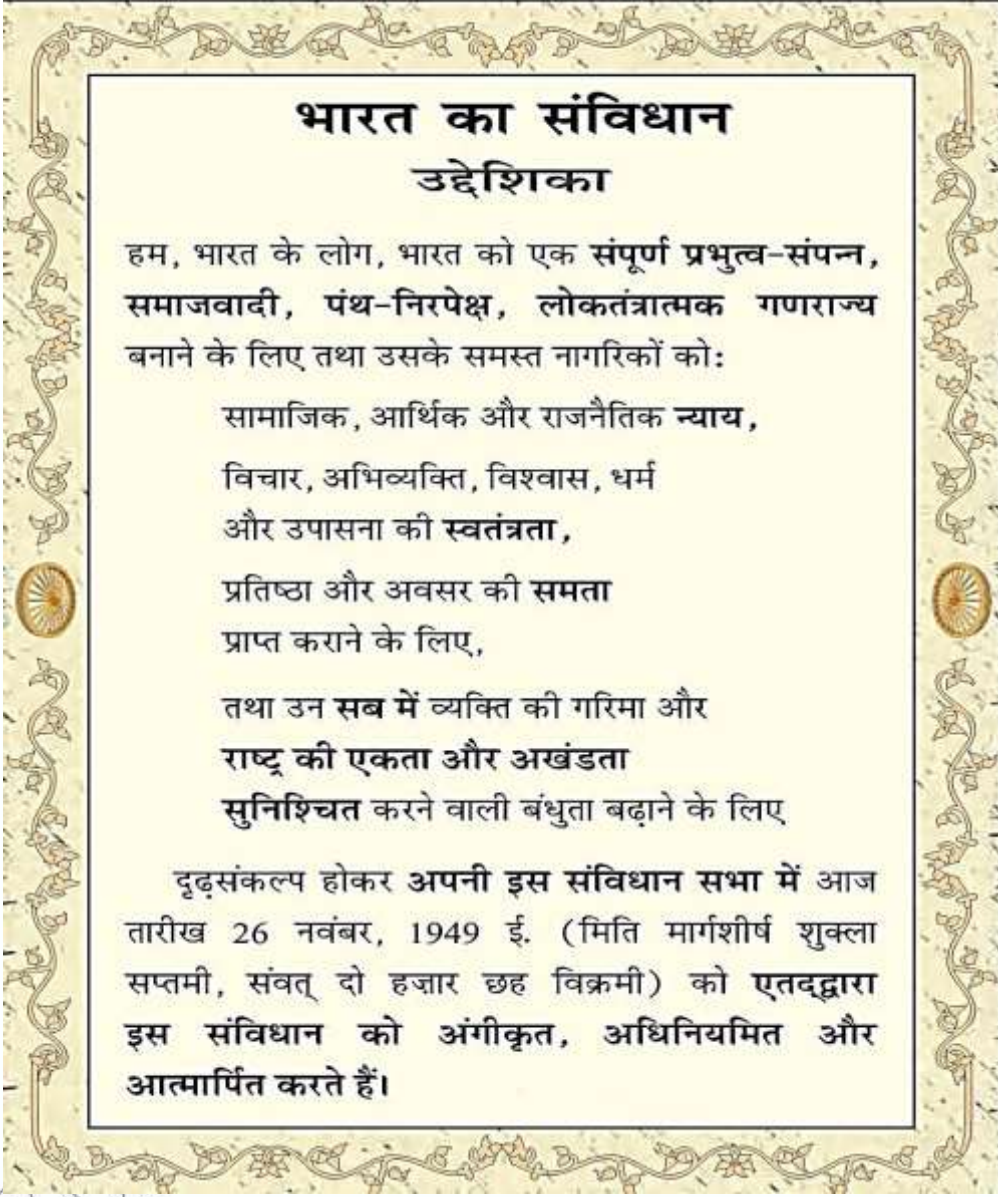 भारत का संविधान
उद्देशिका
हम, भारत के लोग, भारत को एक संपूर्ण प्रभुत्व-संपन्न,
समाजवादी, पंथ-निरपेक्ष, लोकतंत्रात्मक गणराज्य
बनाने के लिए तथा उसके समस्त नागरिकों को:
सामाजिक, आर्थिक और राजनैतिक न्याय,
विचार, अभिव्यक्ति, विश्वास, धर्म
और उपासना की स्वतंत्रता,
प्रतिष्ठा और अवसर की समता
प्राप्त कराने के लिए,
तथा उन सब में व्यक्ति की गरिमा और
राष्ट्र की एकता और अखंडता
सुनिश्चित करने वाली बंधुता बढ़ाने के लिए
दृढ़संकल्प होकर अपनी इस संविधान सभा में आज
तारीख 26 नवंबर, 1949 ई. (मिति मार्गशीर्ष शुक्ला
सप्तमी, संवत् दो हज़ार छह विक्रमी) को एतद्द्वारा
इस संविधान को अंगीकृत, अधिनियमित और
आत्मार्पित करते हैं।